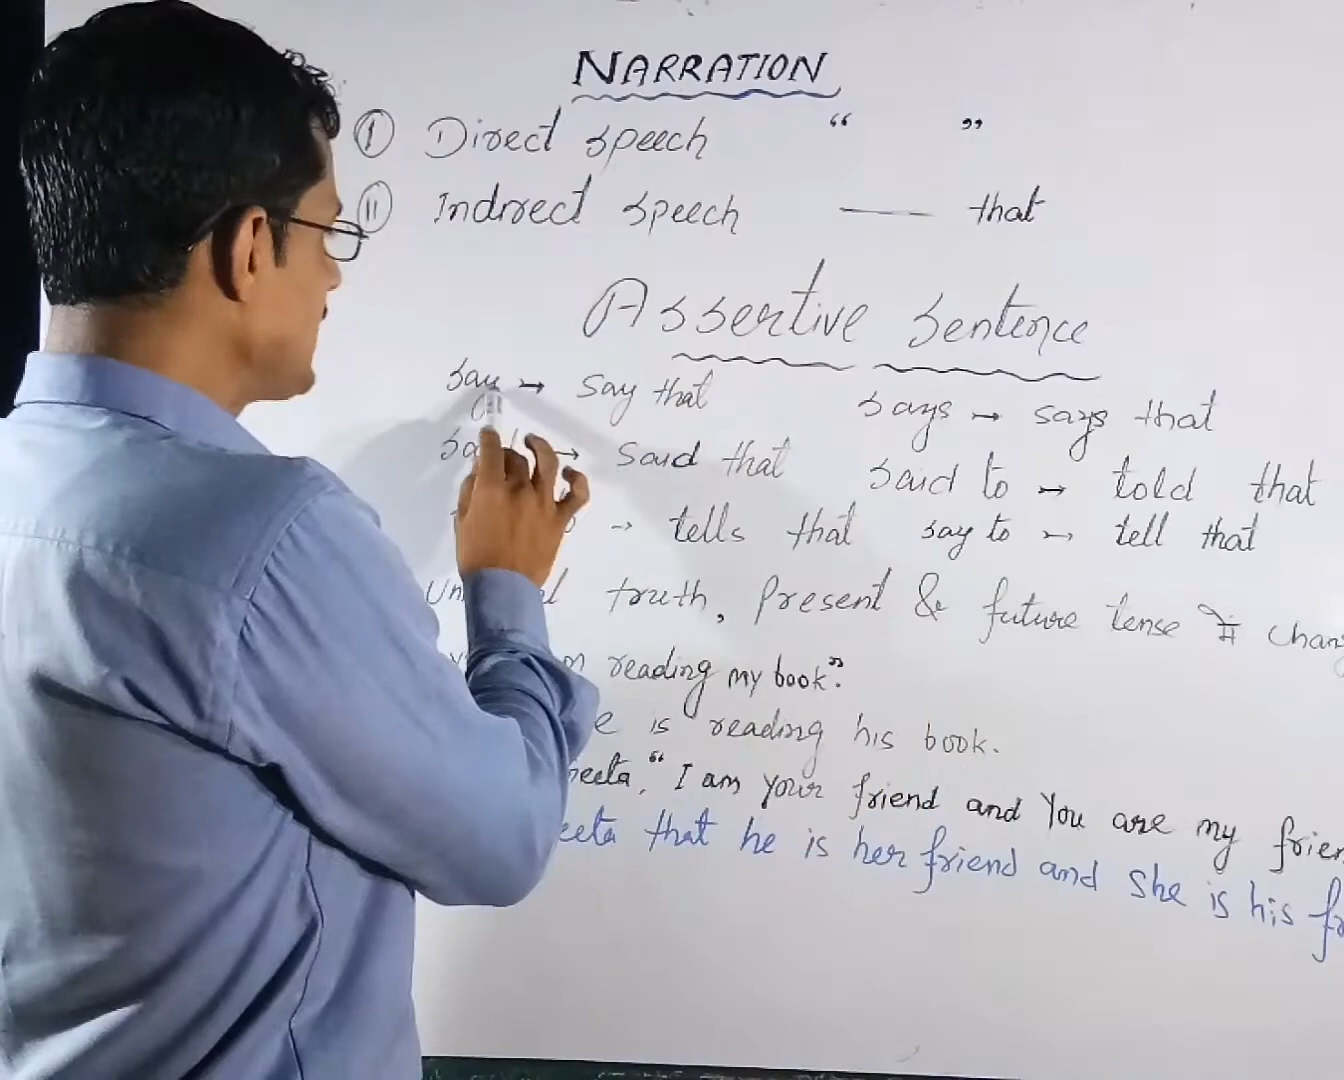 NARRATION
I Direct speech “ ”
II Indirect speech — that
Assertive Sentence
Say → Say that says → says that
→ said that said to → told that
→ tells that say to → tell that
truth, Present & future tense में
reading my book”.
is reading his book.
“I am your friend and You are my
that he is her friend and She is his